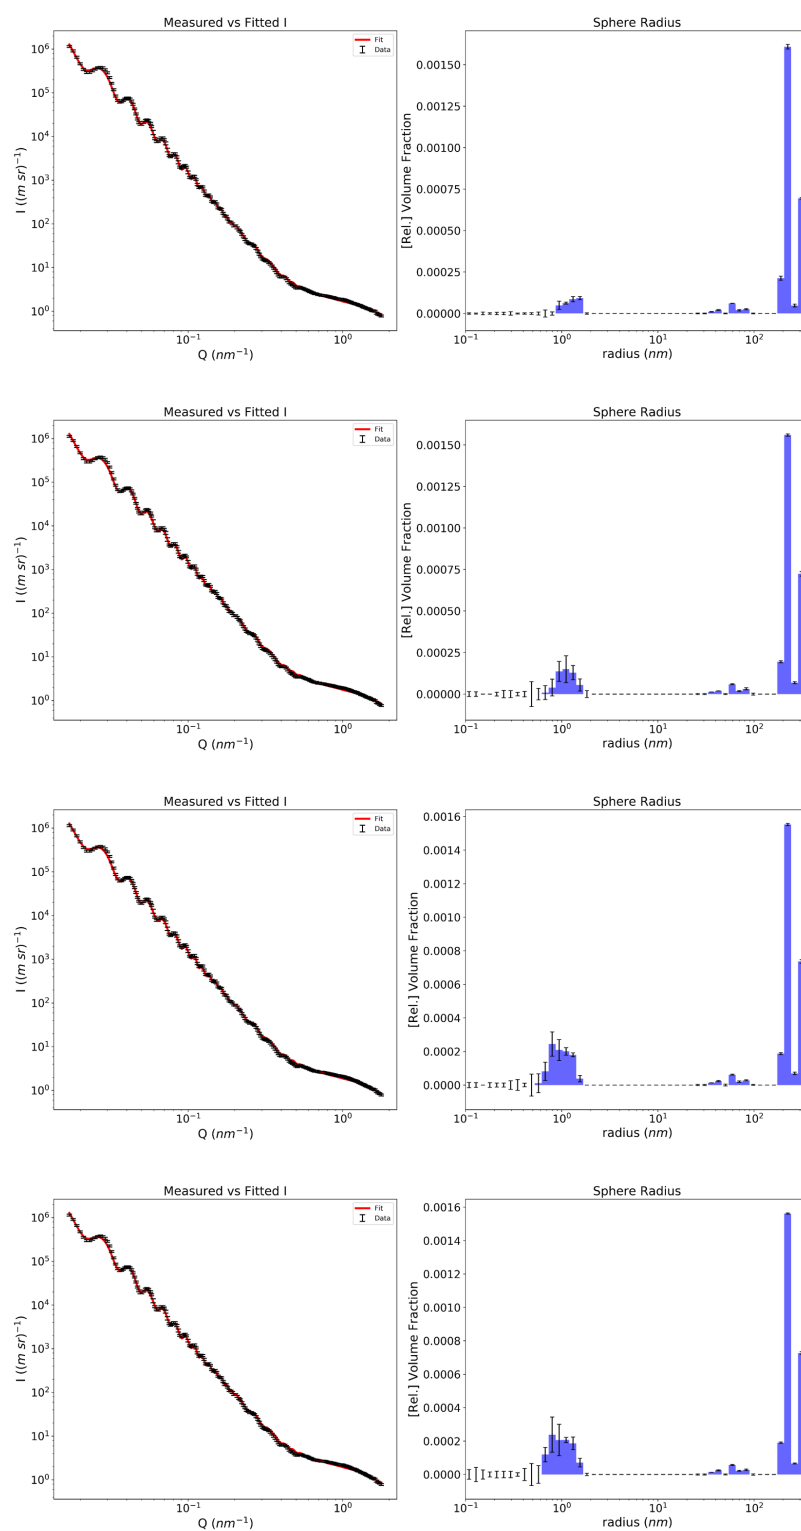 Measured vs Fitted I
Fit
Data
10^6
10^5
10^4
10^3
10^2
10^1
10^0
I ((m sr)^−1)
10^−1
10^0
Q (nm^−1)
Sphere Radius
0.00150
0.00125
0.00100
0.00075
0.00050
0.00025
0.00000
[Rel.] Volume Fraction
10^−1
10^0
10^1
10^2
radius (nm)
Measured vs Fitted I
Fit
Data
10^6
10^5
10^4
10^3
10^2
10^1
10^0
I ((m sr)^−1)
10^−1
10^0
Q (nm^−1)
Sphere Radius
0.00150
0.00125
0.00100
0.00075
0.00050
0.00025
0.00000
[Rel.] Volume Fraction
10^−1
10^0
10^1
10^2
radius (nm)
Measured vs Fitted I
Fit
Data
10^6
10^5
10^4
10^3
10^2
10^1
10^0
I ((m sr)^−1)
10^−1
10^0
Q (nm^−1)
Sphere Radius
0.0016
0.0014
0.0012
0.0010
0.0008
0.0006
0.0004
0.0002
0.0000
[Rel.] Volume Fraction
10^−1
10^0
10^1
10^2
radius (nm)
Measured vs Fitted I
Fit
Data
10^6
10^5
10^4
10^3
10^2
10^1
10^0
I ((m sr)^−1)
10^−1
10^0
Q (nm^−1)
Sphere Radius
0.0016
0.0014
0.0012
0.0010
0.0008
0.0006
0.0004
0.0002
0.0000
[Rel.] Volume Fraction
10^−1
10^0
10^1
10^2
radius (nm)